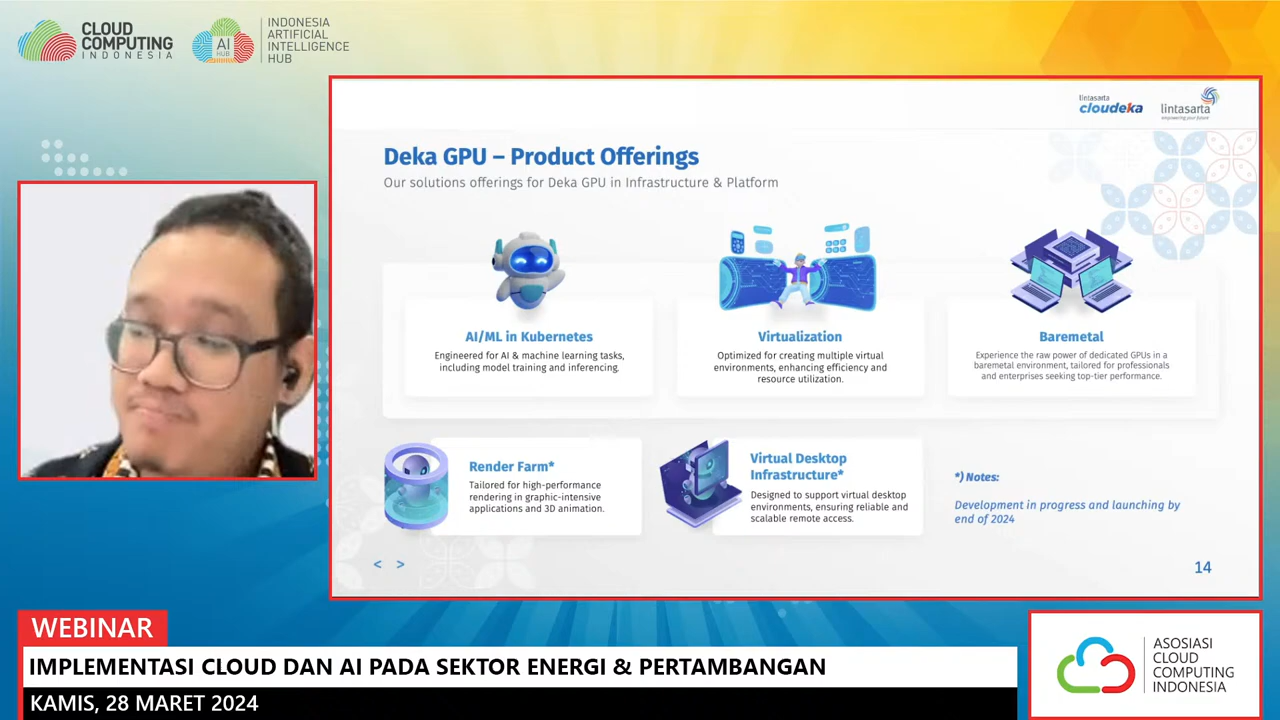 CLOUD
COMPUTING
INDONESIA
AI
HUB
INDONESIA
ARTIFICIAL
INTELLIGENCE
HUB
lintasarta
cloudeka
lintasarta
empowering your future
Deka GPU – Product Offerings
Our solutions offerings for Deka GPU in Infrastructure & Platform
AI/ML in Kubernetes
Engineered for AI & machine learning tasks,
including model training and inferencing.
Virtualization
Optimized for creating multiple virtual
environments, enhancing efficiency and
resource utilization.
Baremetal
Experience the raw power of dedicated GPUs in a
baremetal environment, tailored for professionals
and enterprises seeking top-tier performance.
Render Farm*
Tailored for high-performance
rendering in graphic-intensive
applications and 3D animation.
Virtual Desktop
Infrastructure*
Designed to support virtual desktop
environments, ensuring reliable and
scalable remote access.
*) Notes:
Development in progress and launching by
end of 2024
< >
14
WEBINAR
IMPLEMENTASI CLOUD DAN AI PADA SEKTOR ENERGI & PERTAMBANGAN
KAMIS, 28 MARET 2024
ASOSIASI
CLOUD
COMPUTING
INDONESIA